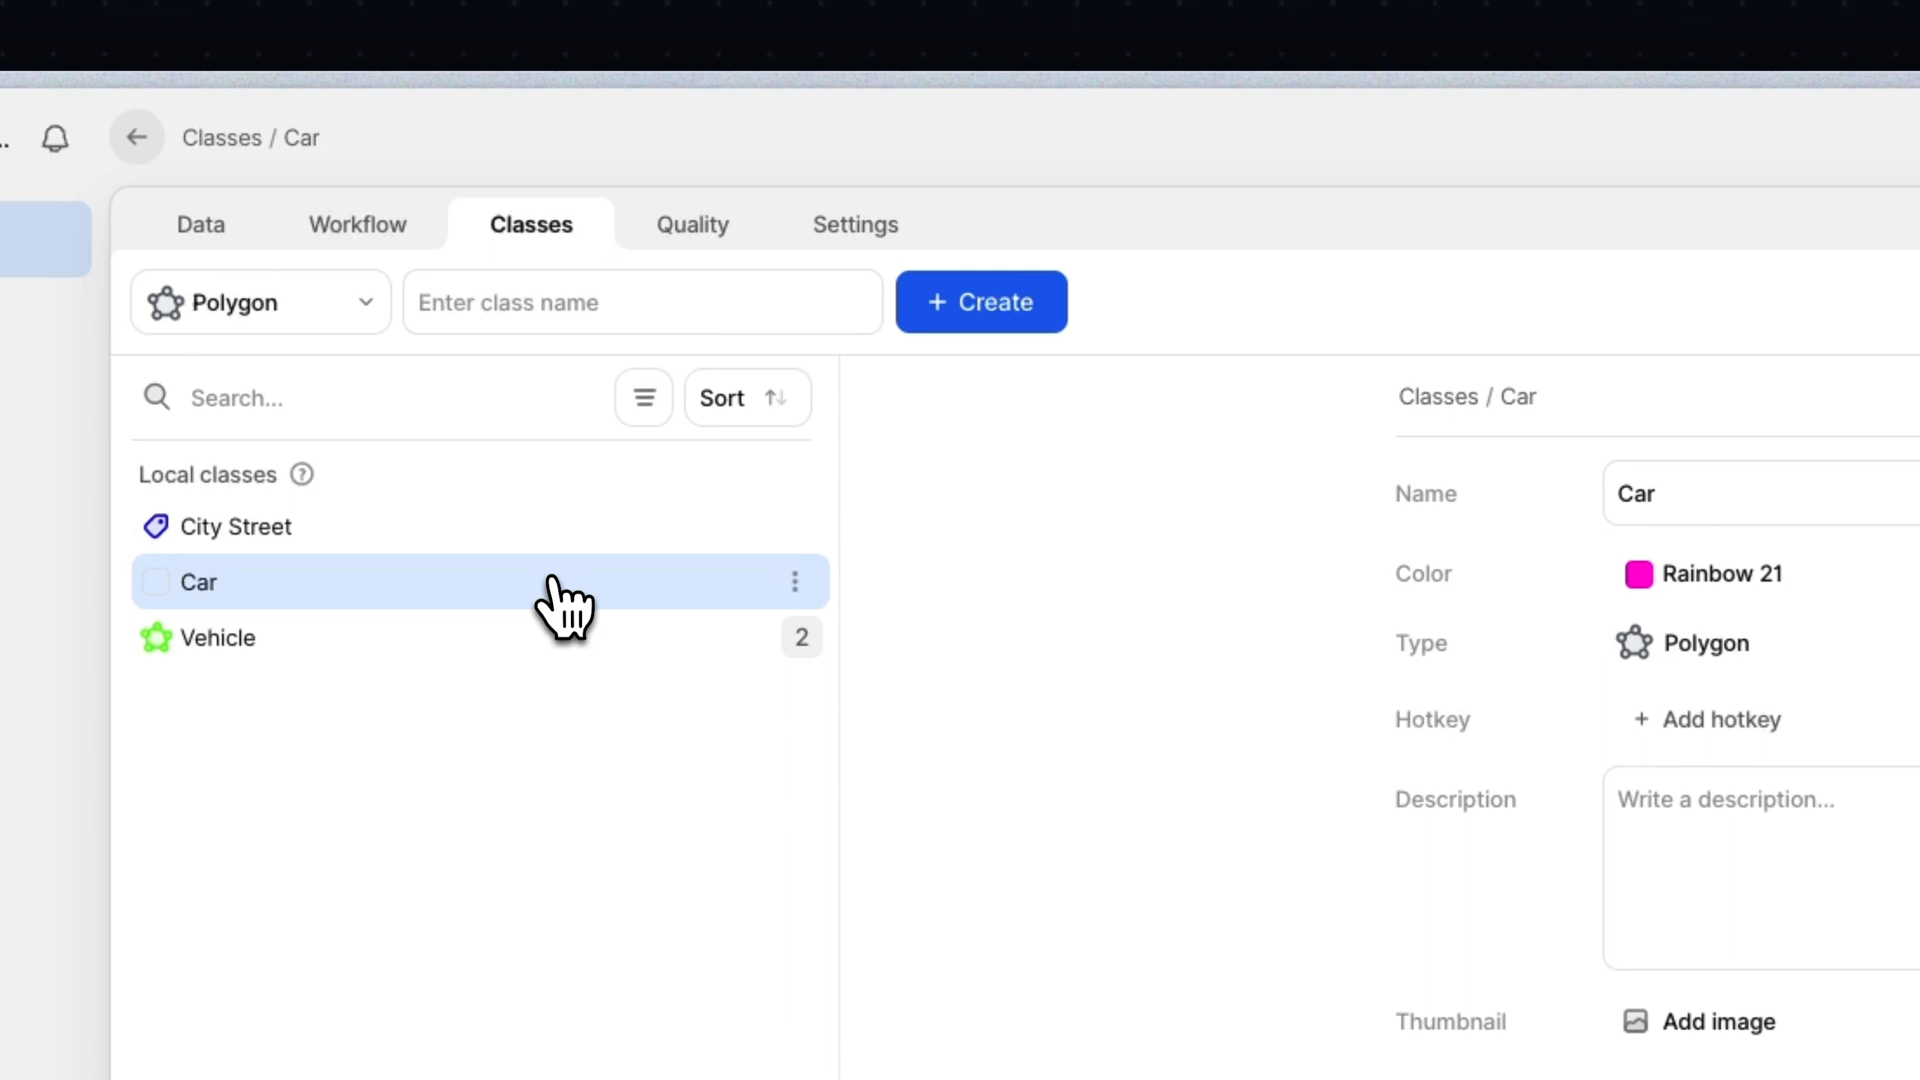 Classes / Car
Data
Workflow
Classes
Quality
Settings
Polygon
Enter class name
+ Create
Search...
Sort
Local classes
City Street
Car
Vehicle
2
Classes / Car
Name
Car
Color
Rainbow 21
Type
Polygon
Hotkey
+ Add hotkey
Description
Write a description...
Thumbnail
Add image